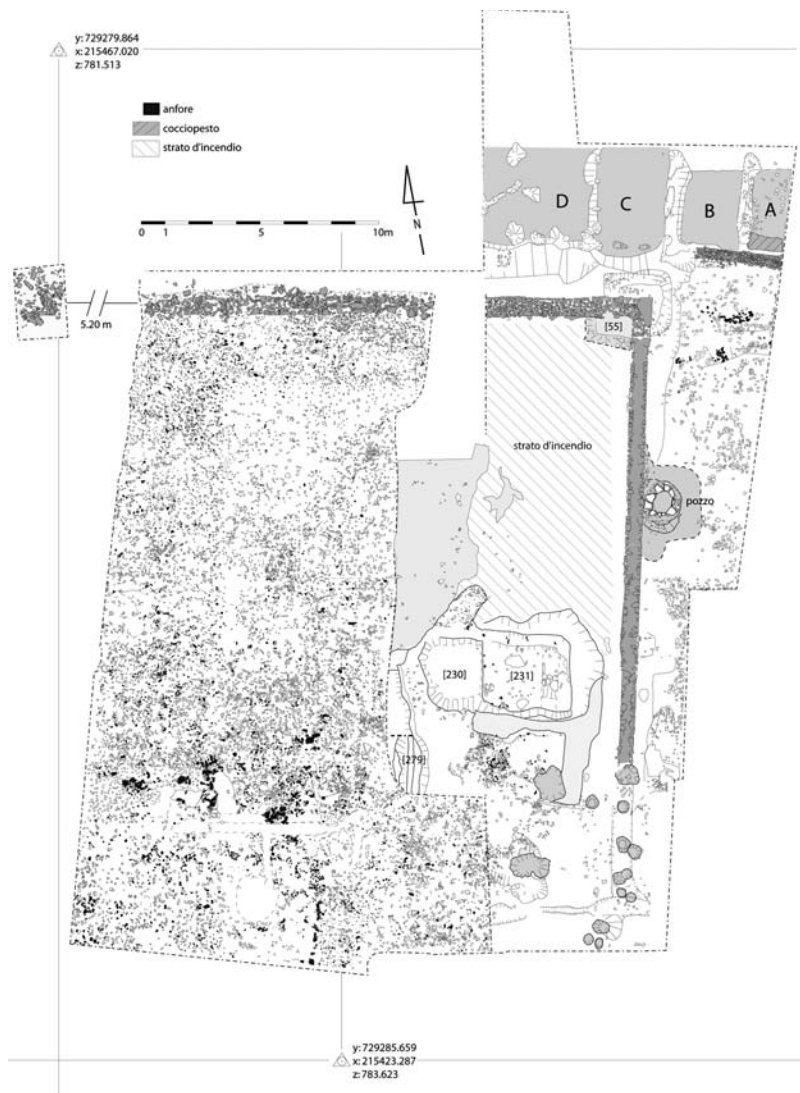 y: 729279.864
x: 215467.020
z: 781.513
anfore
cocciopesto
strato d'incendio
N
0 1 5 10m
D C B A
5.20 m
[55]
strato d'incendio
pozzo
[230] [231]
[279]
y: 729285.659
x: 215423.287
z: 783.623